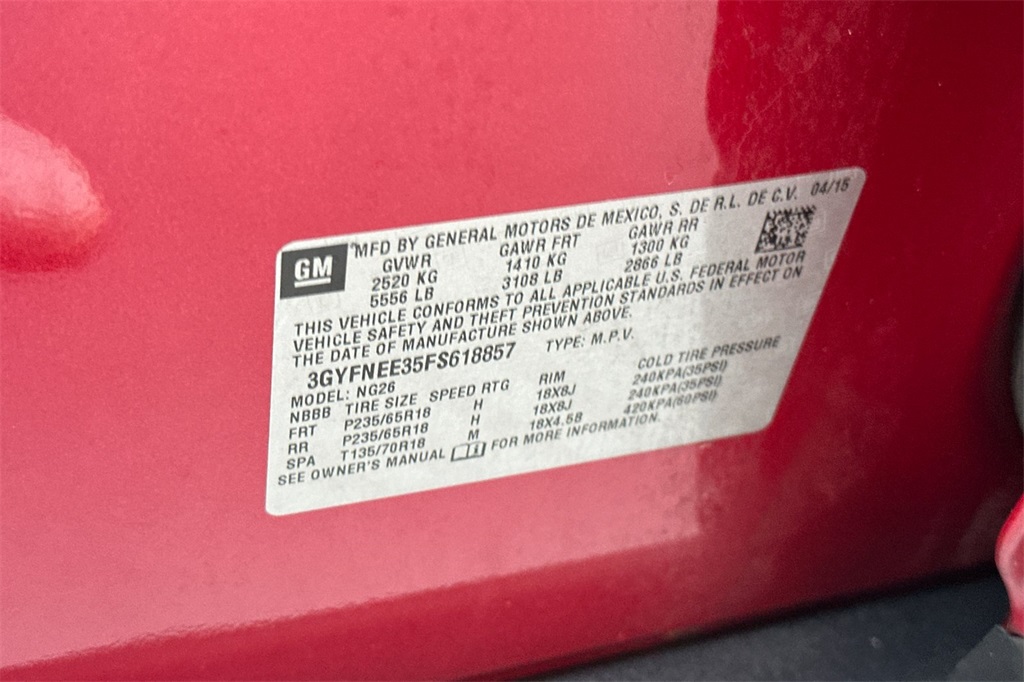 GM MFD BY GENERAL MOTORS DE MEXICO, S. DE R.L. DE C.V. 04/15
GVWR GAWR FRT GAWR RR
2520 KG 1410 KG 1300 KG
5556 LB 3108 LB 2866 LB
THIS VEHICLE CONFORMS TO ALL APPLICABLE U.S. FEDERAL MOTOR
VEHICLE SAFETY AND THEFT PREVENTION STANDARDS IN EFFECT ON
THE DATE OF MANUFACTURE SHOWN ABOVE.
3GYFNEE35FS618857 TYPE: M.P.V.
MODEL: NG26
NBBB TIRE SIZE SPEED RTG RIM COLD TIRE PRESSURE
FRT P235/65R18 H 18X8J 240KPA(35PSI)
RR P235/65R18 H 18X8J 240KPA(35PSI)
SPA T135/70R18 M 18X4.5B 420KPA(60PSI)
SEE OWNER'S MANUAL FOR MORE INFORMATION.